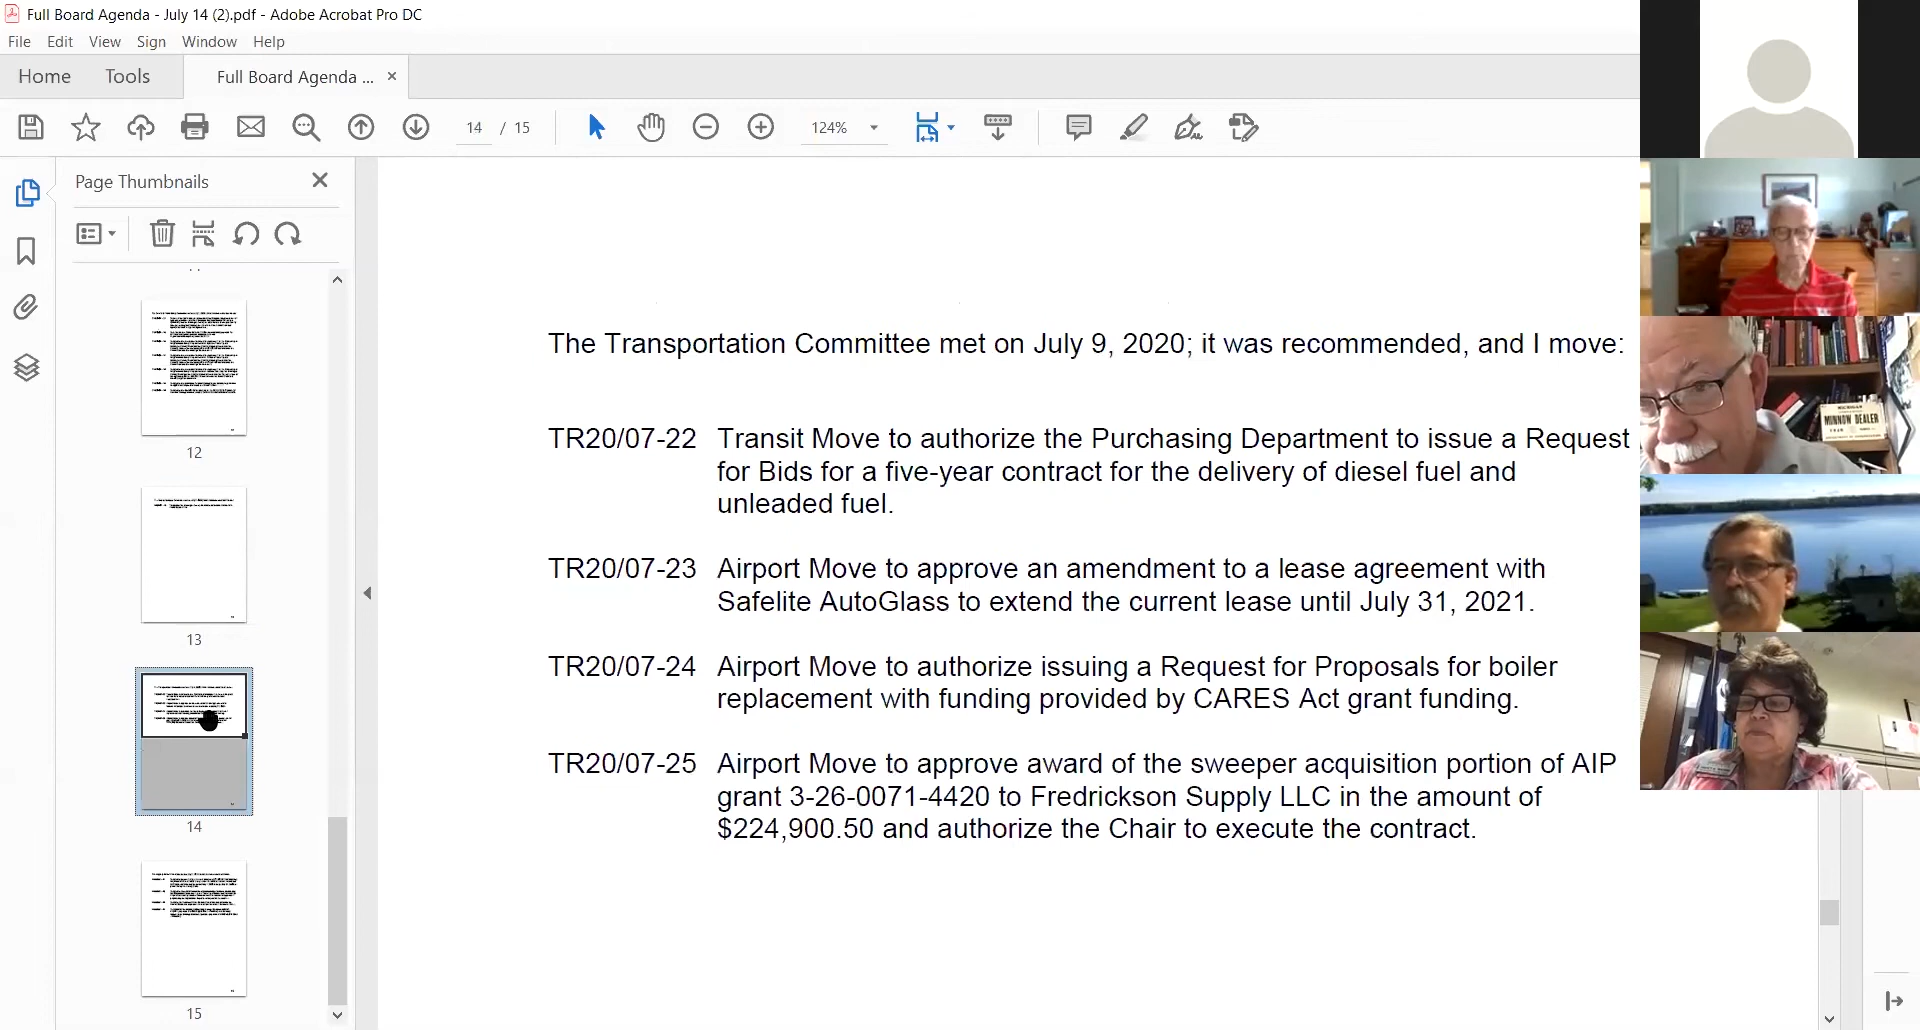 Full Board Agenda - July 14 (2).pdf - Adobe Acrobat Pro DC
File Edit View Sign Window Help
Home Tools Full Board Agenda ... ×
14 / 15 124%
Page Thumbnails
12
13
14
15
The Transportation Committee met on July 9, 2020; it was recommended, and I move:
TR20/07-22 Transit Move to authorize the Purchasing Department to issue a Request
for Bids for a five-year contract for the delivery of diesel fuel and
unleaded fuel.
TR20/07-23 Airport Move to approve an amendment to a lease agreement with
Safelite AutoGlass to extend the current lease until July 31, 2021.
TR20/07-24 Airport Move to authorize issuing a Request for Proposals for boiler
replacement with funding provided by CARES Act grant funding.
TR20/07-25 Airport Move to approve award of the sweeper acquisition portion of AIP
grant 3-26-0071-4420 to Fredrickson Supply LLC in the amount of
$224,900.50 and authorize the Chair to execute the contract.
MICHIGAN
MINNOW DEALER